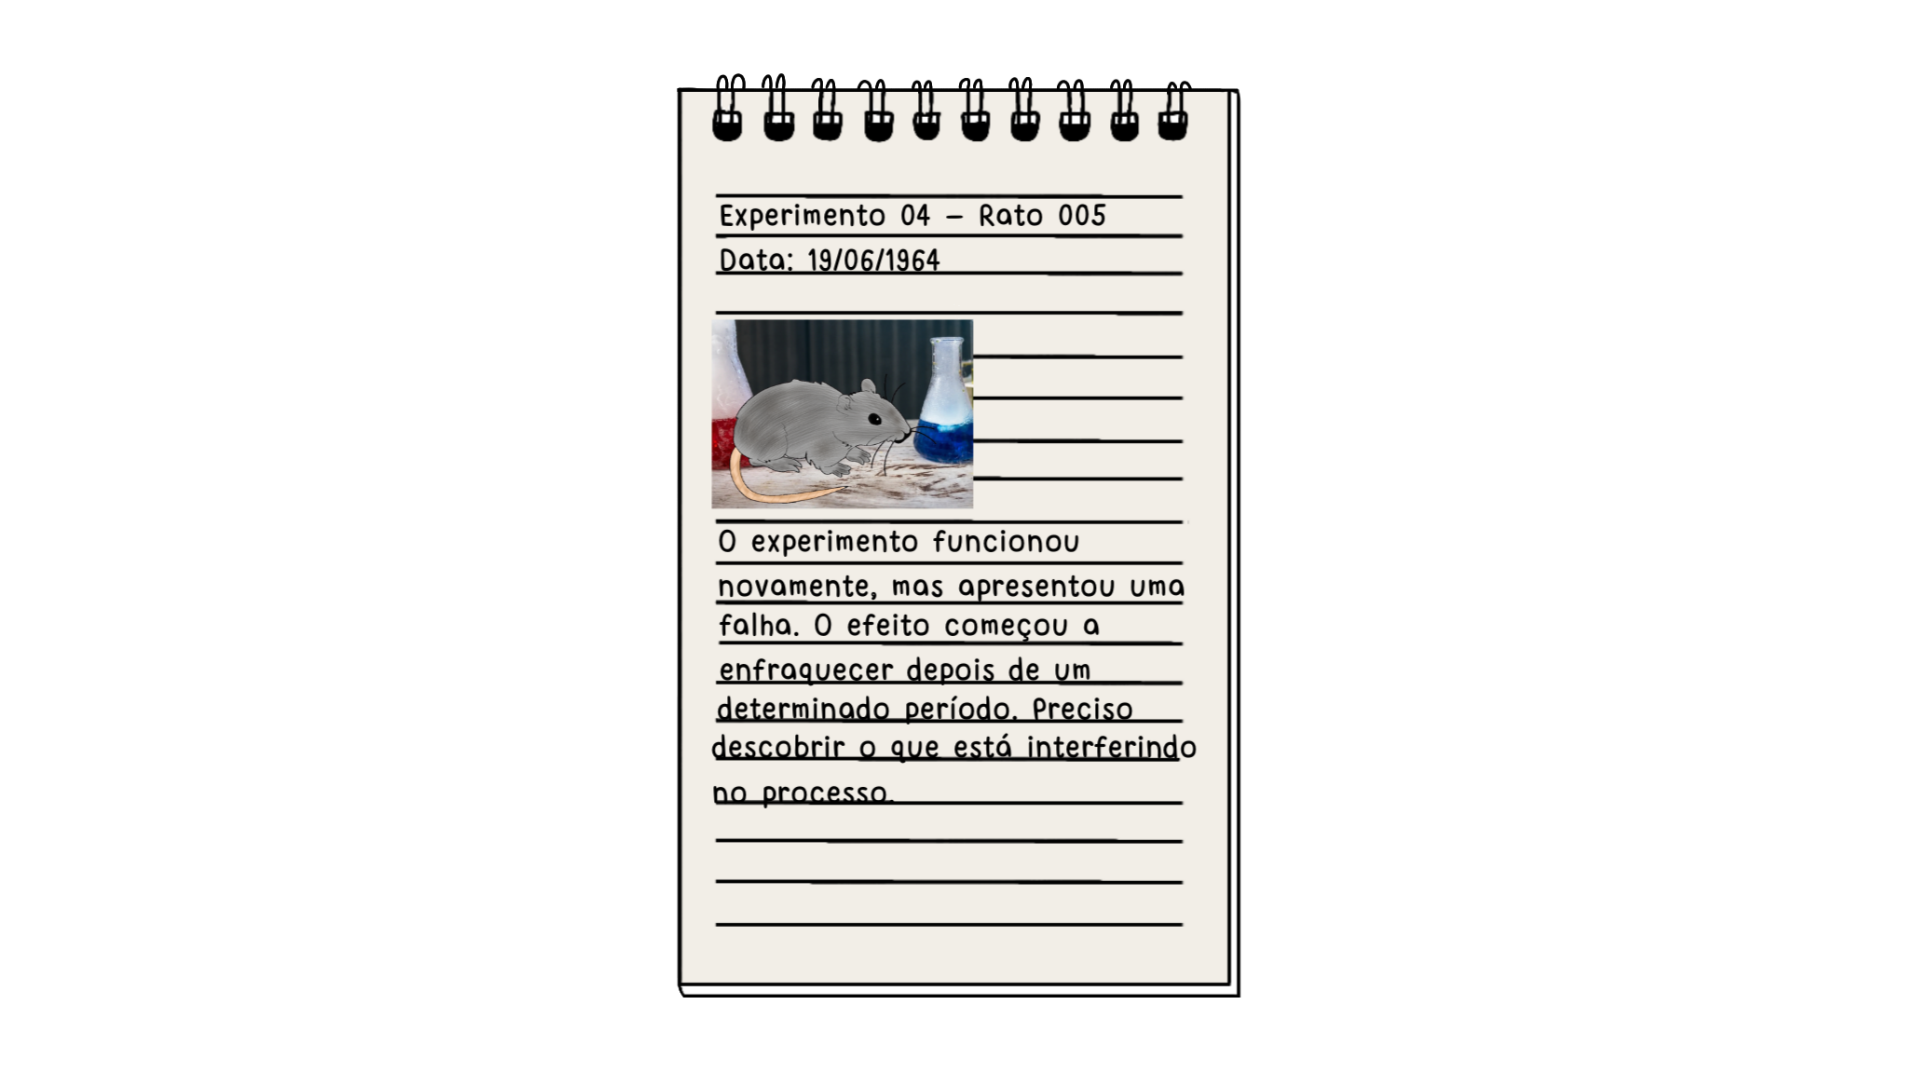 Experimento 04 – Rato 005
Data: 19/06/1964
O experimento funcionou
novamente, mas apresentou uma
falha. O efeito começou a
enfraquecer depois de um
determinado período. Preciso
descobrir o que está interferindo
no processo.